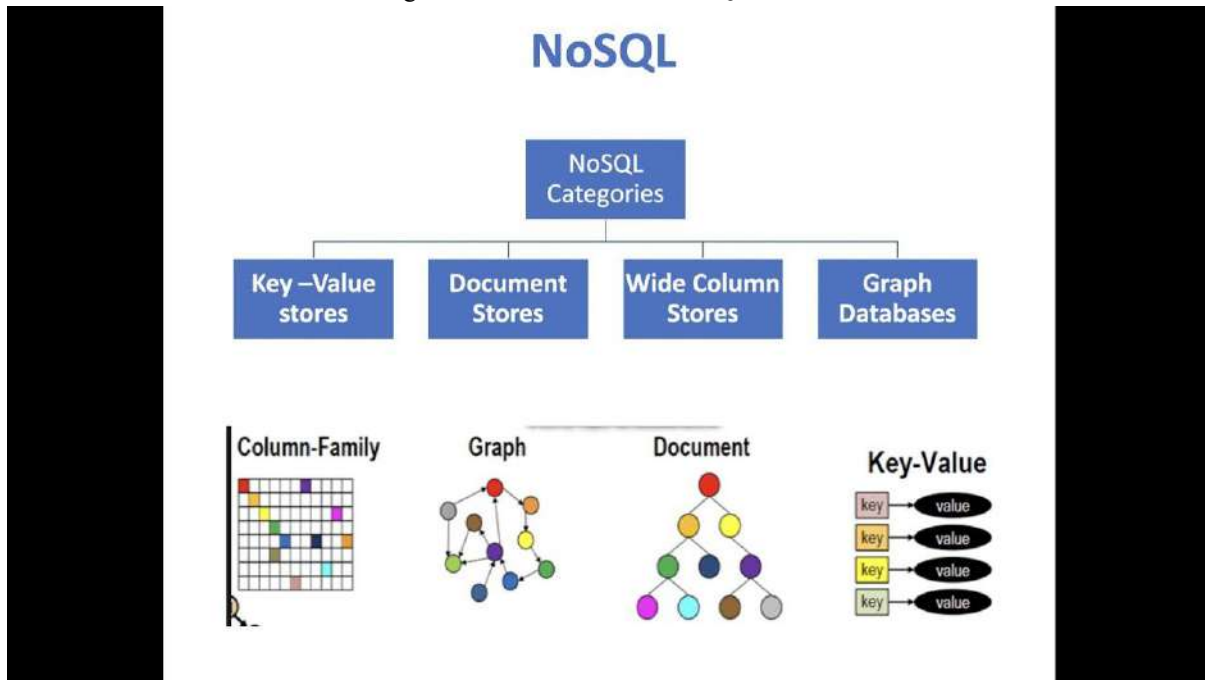 NoSQL
NoSQL
Categories
Key –Value
stores
Document
Stores
Wide Column
Stores
Graph
Databases
Column-Family
Graph
Document
Key-Value
key value
key value
key value
key value